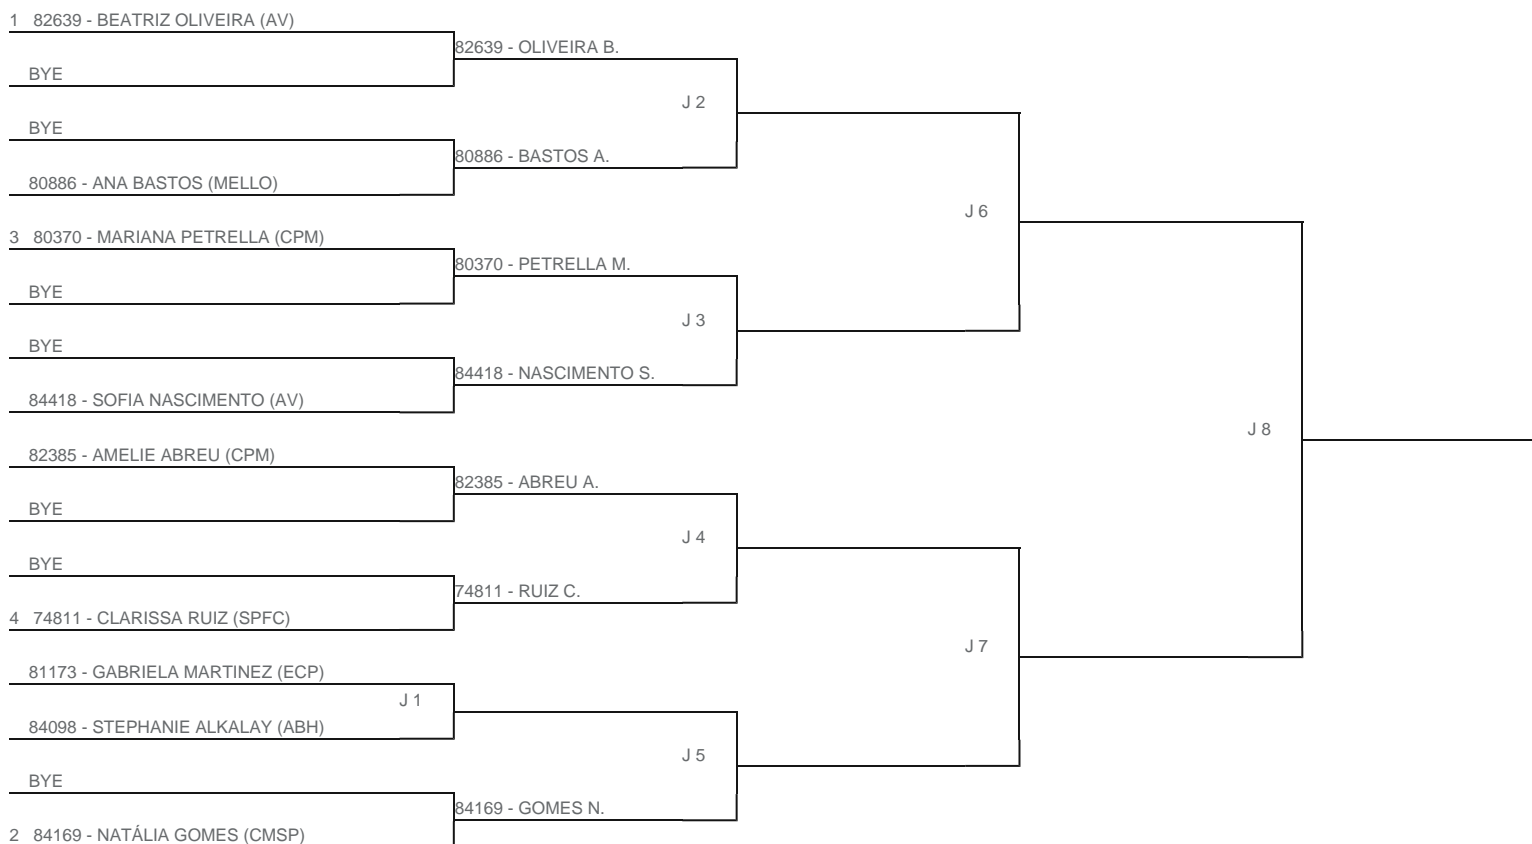 1 82639 - BEATRIZ OLIVEIRA (AV)
82639 - OLIVEIRA B.
BYE
J 2
BYE
80886 - BASTOS A.
80886 - ANA BASTOS (MELLO)
J 6
3 80370 - MARIANA PETRELLA (CPM)
80370 - PETRELLA M.
BYE
J 3
BYE
84418 - NASCIMENTO S.
84418 - SOFIA NASCIMENTO (AV)
J 8
82385 - AMELIE ABREU (CPM)
82385 - ABREU A.
BYE
J 4
BYE
74811 - RUIZ C.
4 74811 - CLARISSA RUIZ (SPFC)
J 7
81173 - GABRIELA MARTINEZ (ECP)
J 1
84098 - STEPHANIE ALKALAY (ABH)
J 5
BYE
84169 - GOMES N.
2 84169 - NATÁLIA GOMES (CMSP)